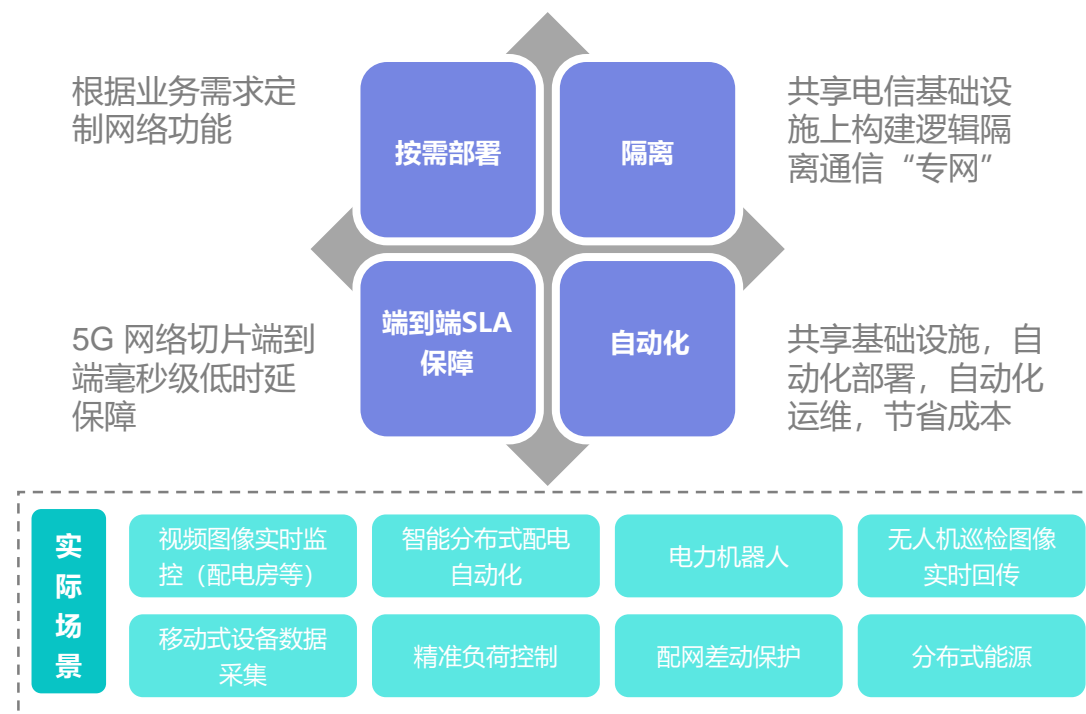 根据业务需求定
制网络功能
按需部署
隔离
共享电信基础设
施上构建逻辑隔
离通信“专网”
5G 网络切片端到
端毫秒级低时延
保障
端到端SLA
保障
自动化
共享基础设施，自
动化部署，自动化
运维，节省成本
实
际
场
景
视频图像实时监
控（配电房等）
智能分布式配电
自动化
电力机器人
无人机巡检图像
实时回传
移动式设备数据
采集
精准负荷控制
配网差动保护
分布式能源